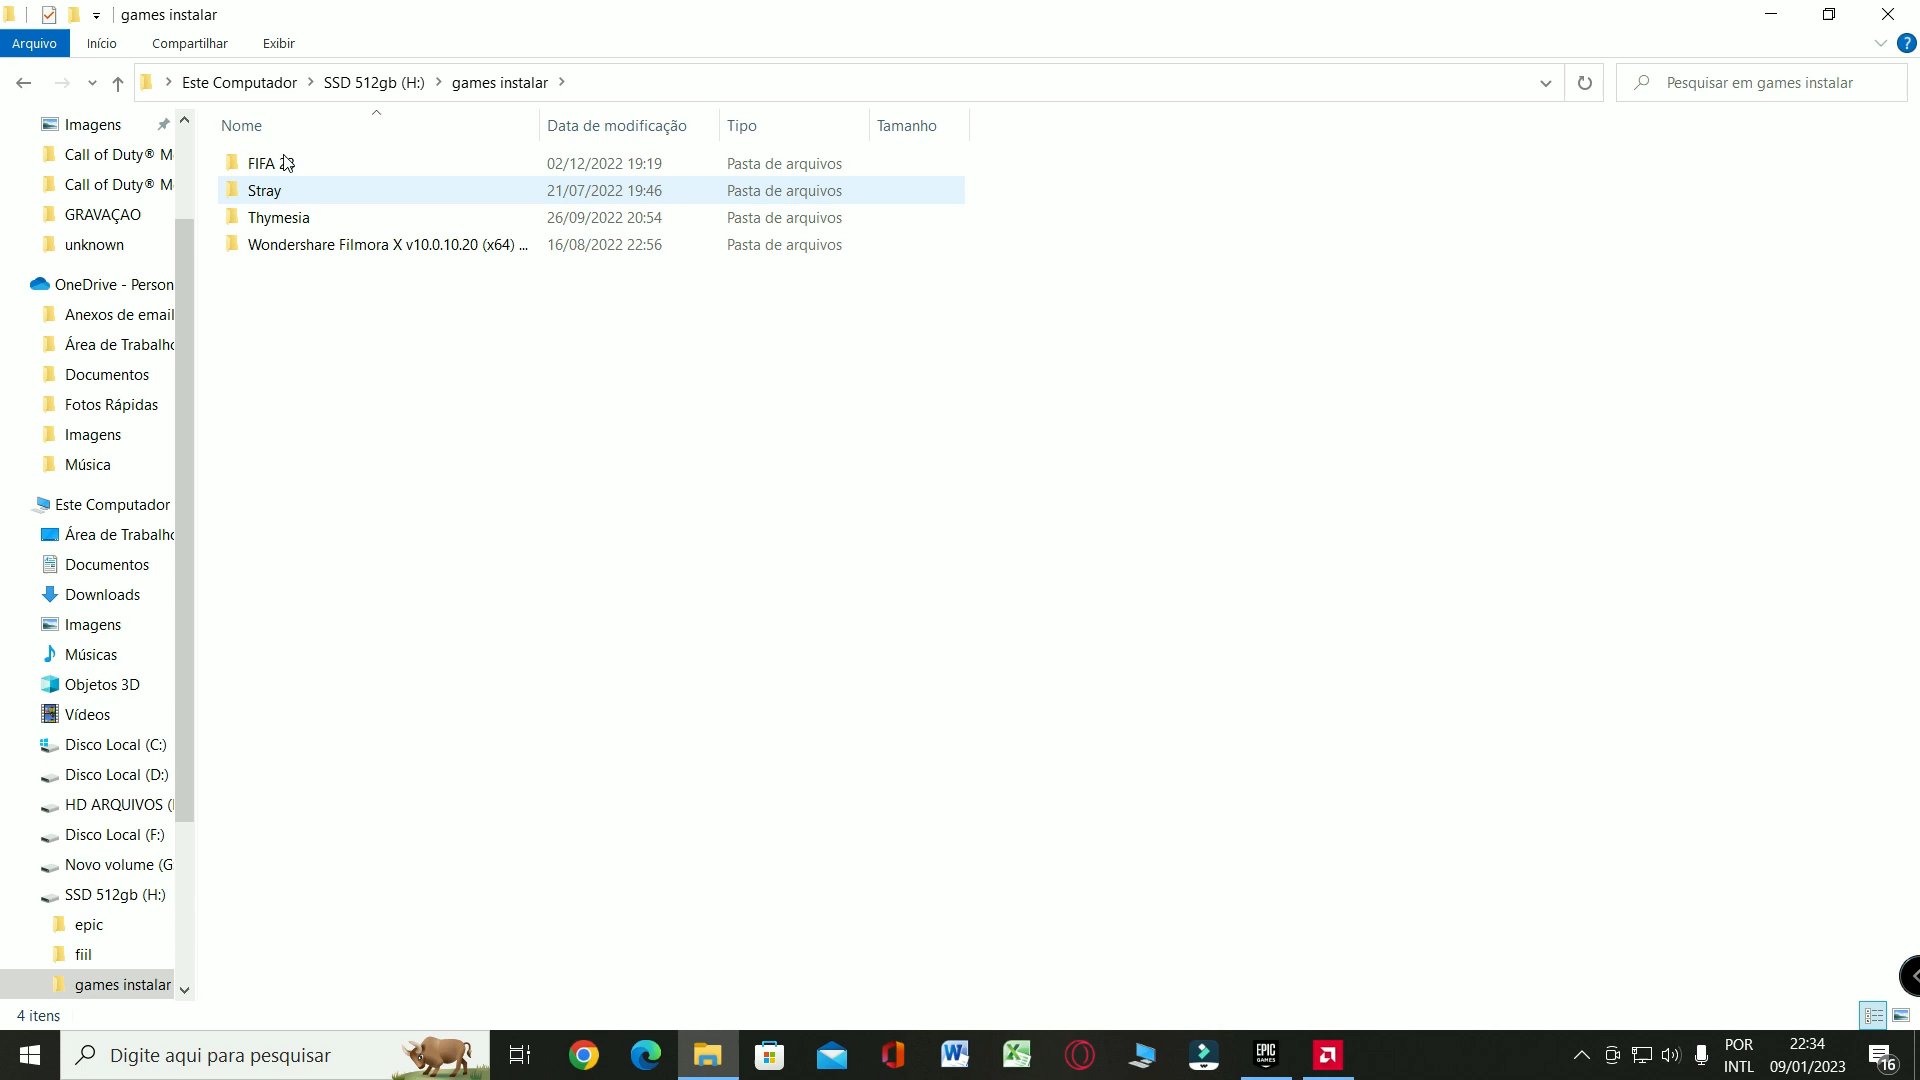 games instalar
Arquivo Início Compartilhar Exibir
Este Computador SSD 512gb (H:) games instalar
Pesquisar em games instalar
Nome Data de modificação Tipo Tamanho
FIFA 02/12/2022 19:19 Pasta de arquivos
Stray 21/07/2022 19:46 Pasta de arquivos
Thymesia 26/09/2022 20:54 Pasta de arquivos
Wondershare Filmora X v10.0.10.20 (x64) ... 16/08/2022 22:56 Pasta de arquivos
Imagens
Call of Duty® M
Call of Duty® M
GRAVAÇAO
unknown
OneDrive - Person
Anexos de email
Área de Trabalho
Documentos
Fotos Rápidas
Imagens
Música
Este Computador
Área de Trabalho
Documentos
Downloads
Imagens
Músicas
Objetos 3D
Vídeos
Disco Local (C:)
Disco Local (D:)
HD ARQUIVOS (
Disco Local (F:)
Novo volume (G
SSD 512gb (H:)
epic
fiil
games instalar
4 itens
Digite aqui para pesquisar
EPIC GAMES
POR
INTL
22:34
09/01/2023
16